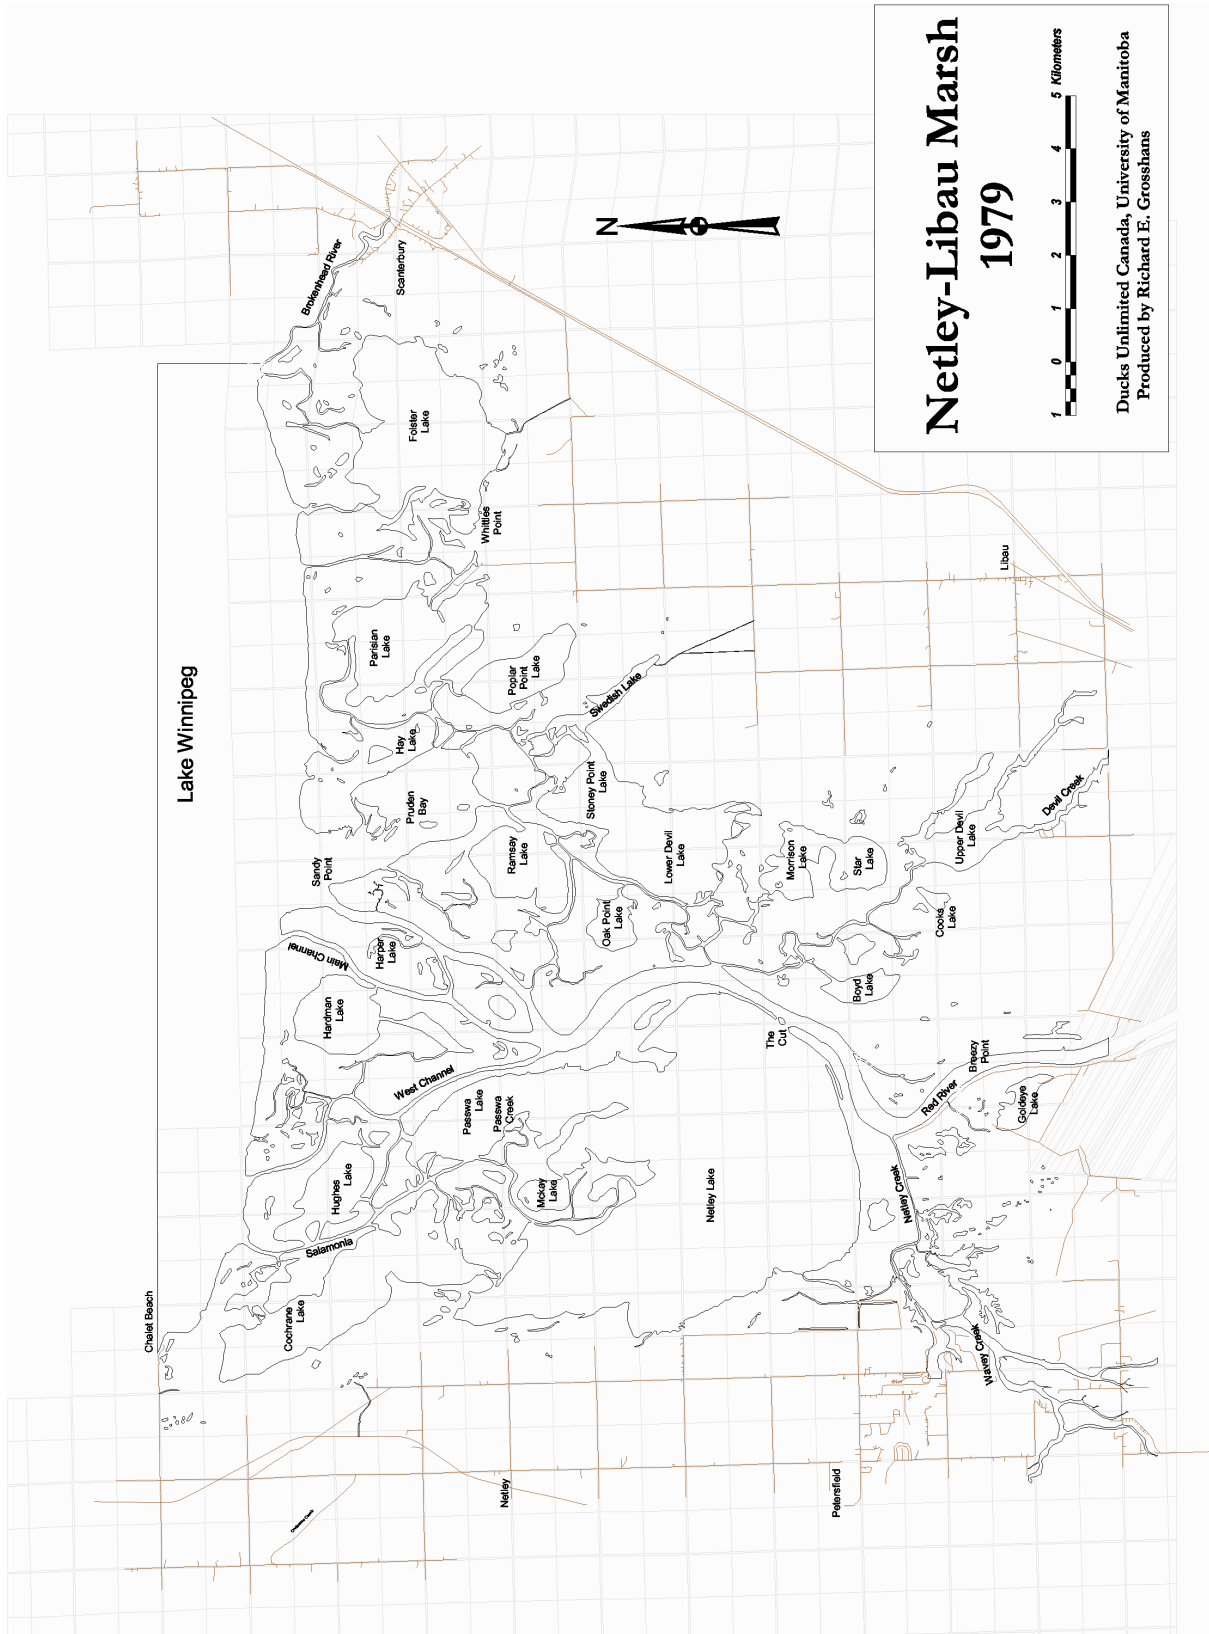 Netley-Libau Marsh
1979
1 0 1 2 3 4 5 Kilometers
Ducks Unlimited Canada, University of Manitoba
Produced by Richard E. Grosshans
N
Lake Winnipeg
Chalet Beach
Cochrane
Lake
Salamonia
Hughes
Lake
Hardman
Lake
Main Channel
Harper
Lake
Sandy
Point
Pruden
Bay
Hay
Lake
Parisian
Lake
Folster
Lake
Brokenhead River
Scanterbury
Whittles
Point
Poplar
Point
Lake
Swedish Lake
Stoney Point
Lake
Ramsay
Lake
Oak Point
Lake
Lower Devil
Lake
West Channel
Passwa
Lake
Passwa
Creek
Mckay
Lake
Netley Lake
Netley
The
Cut
Morrison
Lake
Star
Lake
Boyd
Lake
Cooks
Lake
Upper Devil
Lake
Devil Creek
Libau
Breezy
Point
Red River
Goldeye
Lake
Netley Creek
Wavey Creek
Petersfield